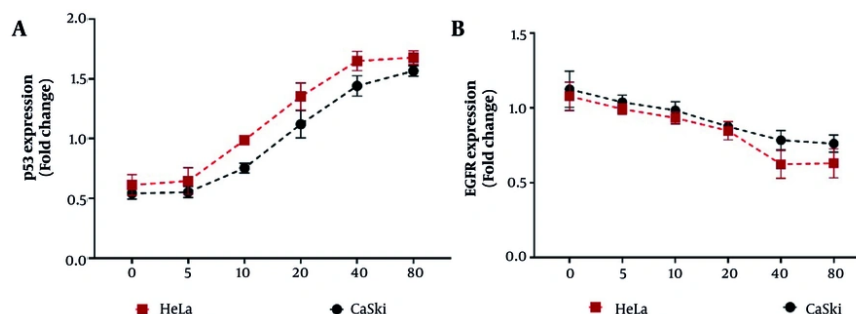 A
p53 expression
(Fold change)
2.0
1.5
1.0
0.5
0.0
0 5 10 20 40 80
HeLa CaSki
B
EGFR expression
(Fold change)
1.5
1.0
0.5
0.0
0 5 10 20 40 80
HeLa CaSki